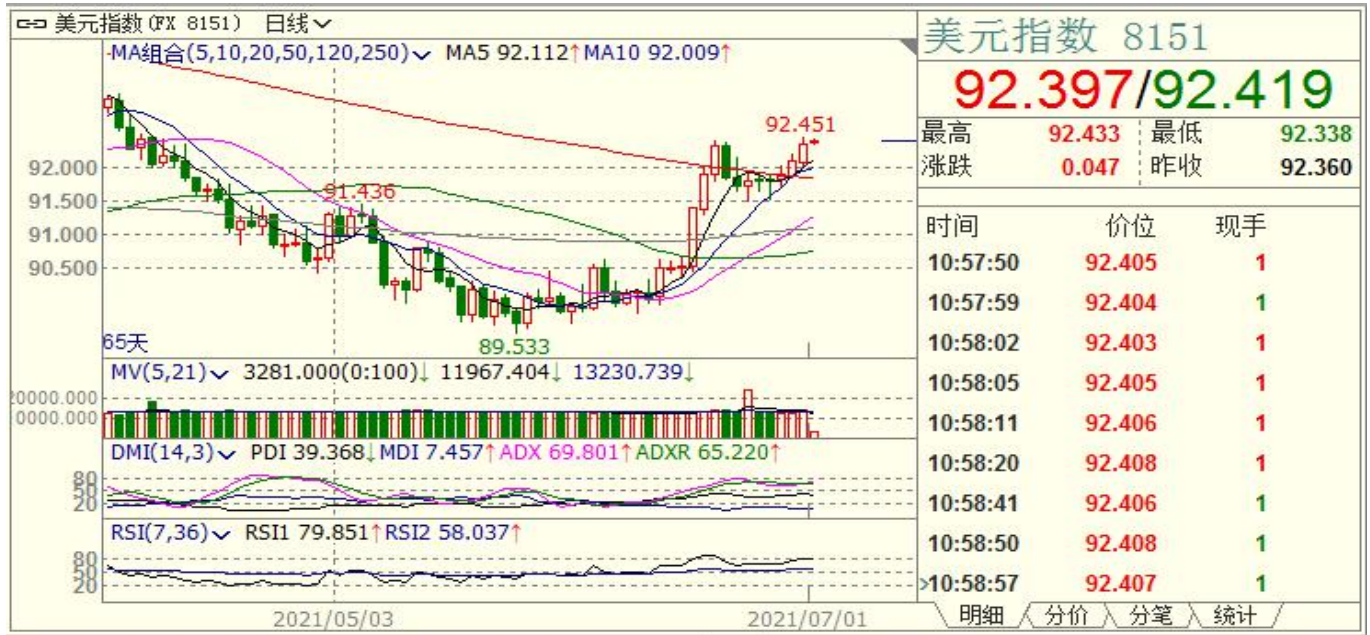 美元指数(FX 8151) 日线
MA组合(5,10,20,50,120,250) MA5 92.112↑ MA10 92.009↑
92.451
92.000
91.500
91.436
91.000
90.500
65天
89.533
MV(5,21) 3281.000(0:100)↓ 11967.404↓ 13230.739↓
20000.000
0000.000
DMI(14,3) PDI 39.368↓ MDI 7.457↑ ADX 69.801↑ ADXR 65.220↑
80
50
20
RSI(7,36) RSI1 79.851↑ RSI2 58.037↑
80
50
20
2021/05/03 2021/07/01
美元指数 8151
92.397/92.419
最高 92.433 最低 92.338
涨跌 0.047 昨收 92.360
时间 价位 现手
10:57:50 92.405 1
10:57:59 92.404 1
10:58:02 92.403 1
10:58:05 92.405 1
10:58:11 92.406 1
10:58:20 92.408 1
10:58:41 92.406 1
10:58:50 92.408 1
>10:58:57 92.407 1
明细 分价 分笔 统计